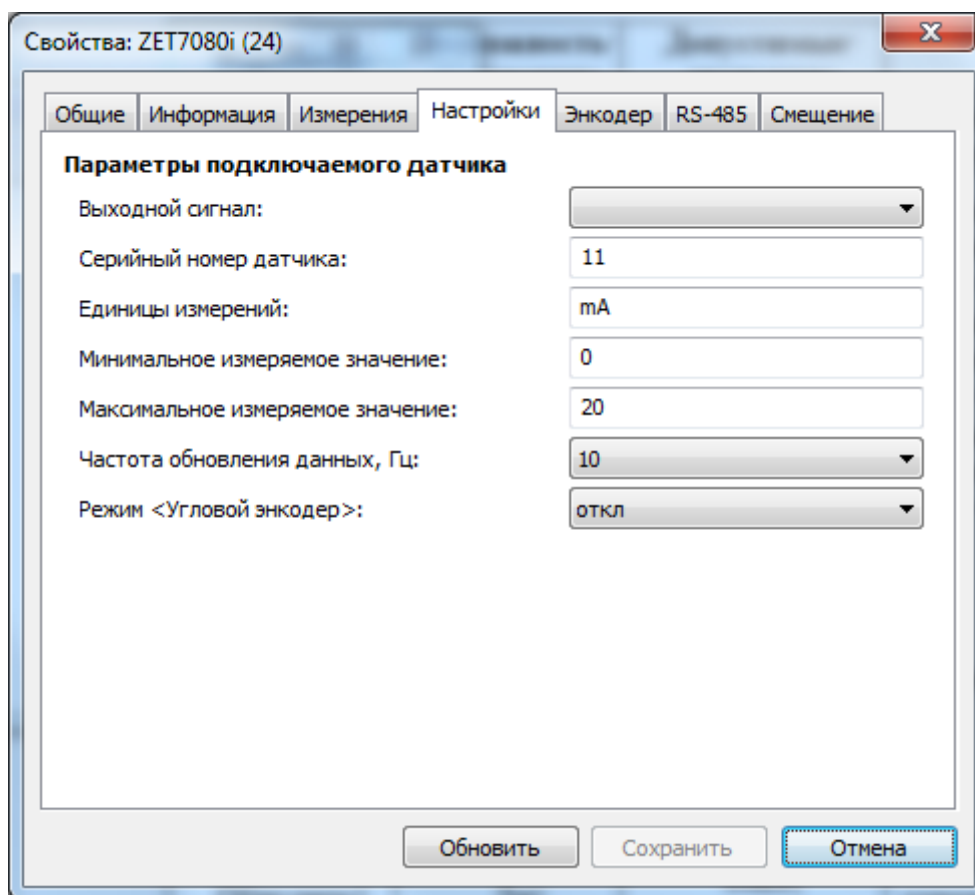 Свойства: ZET7080i (24)
Общие Информация Измерения Настройки Энкодер RS-485 Смещение
Параметры подключаемого датчика
Выходной сигнал:
Серийный номер датчика: 11
Единицы измерений: mA
Минимальное измеряемое значение: 0
Максимальное измеряемое значение: 20
Частота обновления данных, Гц: 10
Режим <Угловой энкодер>: откл
Обновить Сохранить Отмена